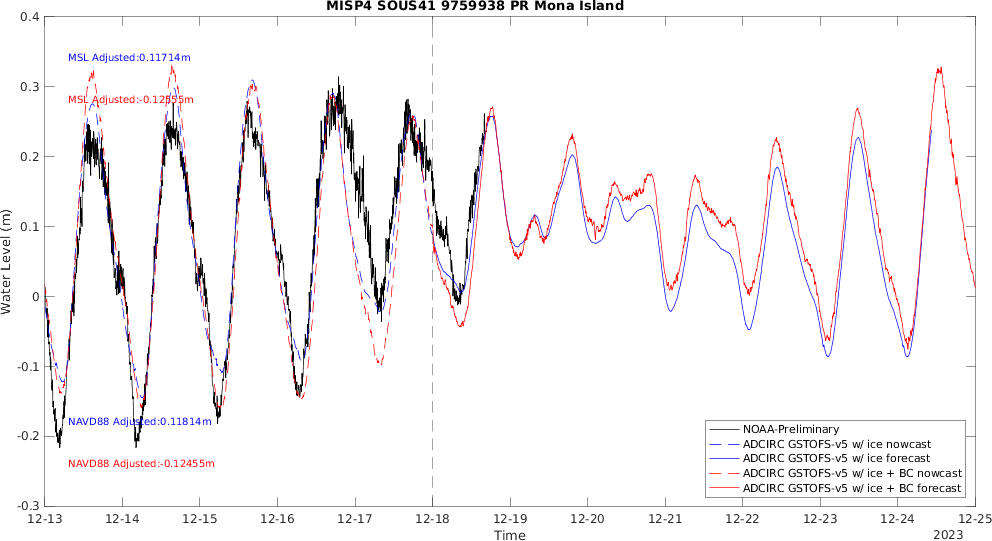 MISP4 SOUS41 9759938 PR Mona Island
0.4
0.3
0.2
0.1
0
-0.1
-0.2
-0.3
Water Level (m)
MSL Adjusted:0.11714m
MSL Adjusted:-0.12555m
NAVD88 Adjusted:0.11814m
NAVD88 Adjusted:-0.12455m
NOAA-Preliminary
ADCIRC GSTOFS-v5 w/ ice nowcast
ADCIRC GSTOFS-v5 w/ ice forecast
ADCIRC GSTOFS-v5 w/ ice + BC nowcast
ADCIRC GSTOFS-v5 w/ ice + BC forecast
12-13 12-14 12-15 12-16 12-17 12-18 12-19 12-20 12-21 12-22 12-23 12-24 12-25
Time
2023